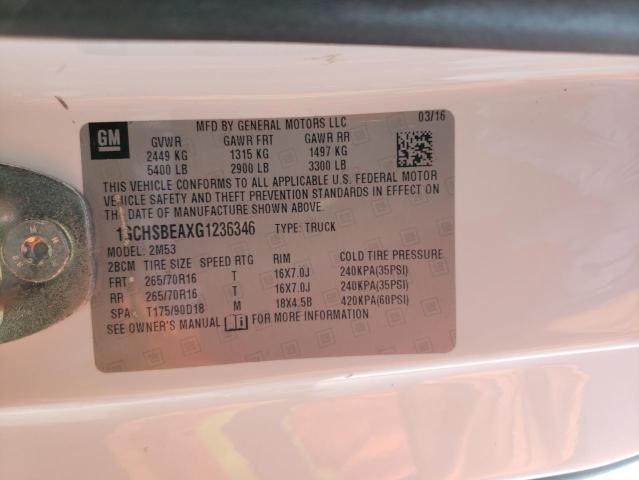 GM
MFD BY GENERAL MOTORS LLC 03/16
GVWR GAWR FRT GAWR RR
2449 KG 1315 KG 1497 KG
5400 LB 2900 LB 3300 LB
THIS VEHICLE CONFORMS TO ALL APPLICABLE U.S. FEDERAL MOTOR
VEHICLE SAFETY AND THEFT PREVENTION STANDARDS IN EFFECT ON
THE DATE OF MANUFACTURE SHOWN ABOVE.
1GCHSBEAXG1236346 TYPE: TRUCK
MODEL: 2M53
2BCM TIRE SIZE SPEED RTG RIM COLD TIRE PRESSURE
FRT 265/70R16 T 16X7.0J 240KPA(35PSI)
RR 265/70R16 T 16X7.0J 240KPA(35PSI)
SPA T175/90D18 M 18X4.5B 420KPA(60PSI)
SEE OWNER'S MANUAL FOR MORE INFORMATION